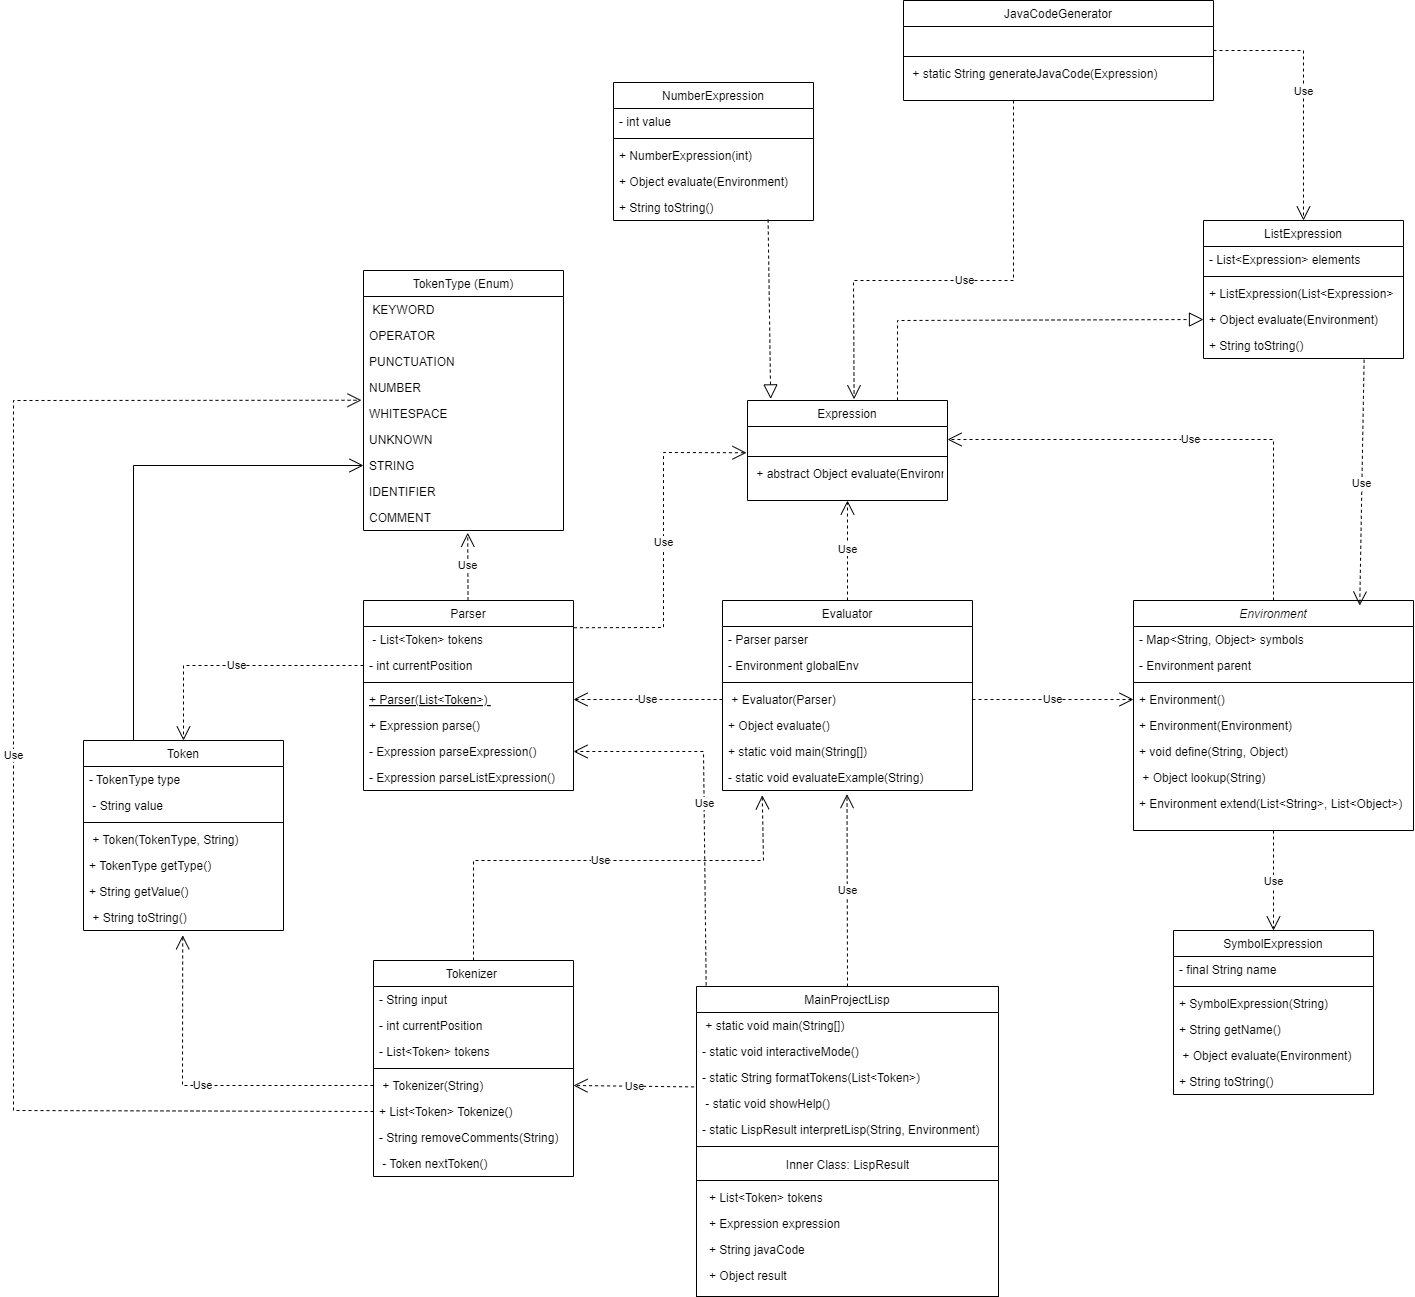 JavaCodeGenerator
+ static String generateJavaCode(Expression)
Use
NumberExpression
- int value
+ NumberExpression(int)
+ Object evaluate(Environment)
+ String toString()
ListExpression
- List<Expression> elements
+ ListExpression(List<Expression>
+ Object evaluate(Environment)
+ String toString()
Use
TokenType (Enum)
KEYWORD
OPERATOR
PUNCTUATION
NUMBER
WHITESPACE
UNKNOWN
STRING
IDENTIFIER
COMMENT
Expression
+ abstract Object evaluate(Environ
Use
Use
Use
Use
Use
Parser
- List<Token> tokens
- int currentPosition
+ Parser(List<Token>)
+ Expression parse()
- Expression parseExpression()
- Expression parseListExpression()
Evaluator
- Parser parser
- Environment globalEnv
+ Evaluator(Parser)
+ Object evaluate()
+ static void main(String[])
- static void evaluateExample(String)
Environment
- Map<String, Object> symbols
- Environment parent
+ Environment()
+ Environment(Environment)
+ void define(String, Object)
+ Object lookup(String)
+ Environment extend(List<String>, List<Object>)
Use
Use
Use
Use
Token
- TokenType type
- String value
+ Token(TokenType, String)
+ TokenType getType()
+ String getValue()
+ String toString()
Use
Use
Use
Use
SymbolExpression
- final String name
+ SymbolExpression(String)
+ String getName()
+ Object evaluate(Environment)
+ String toString()
Tokenizer
- String input
- int currentPosition
- List<Token> tokens
+ Tokenizer(String)
+ List<Token> Tokenize()
- String removeComments(String)
- Token nextToken()
Use
Use
MainProjectLisp
+ static void main(String[])
- static void interactiveMode()
- static String formatTokens(List<Token>)
- static void showHelp()
- static LispResult interpretLisp(String, Environment)
Inner Class: LispResult
+ List<Token> tokens
+ Expression expression
+ String javaCode
+ Object result